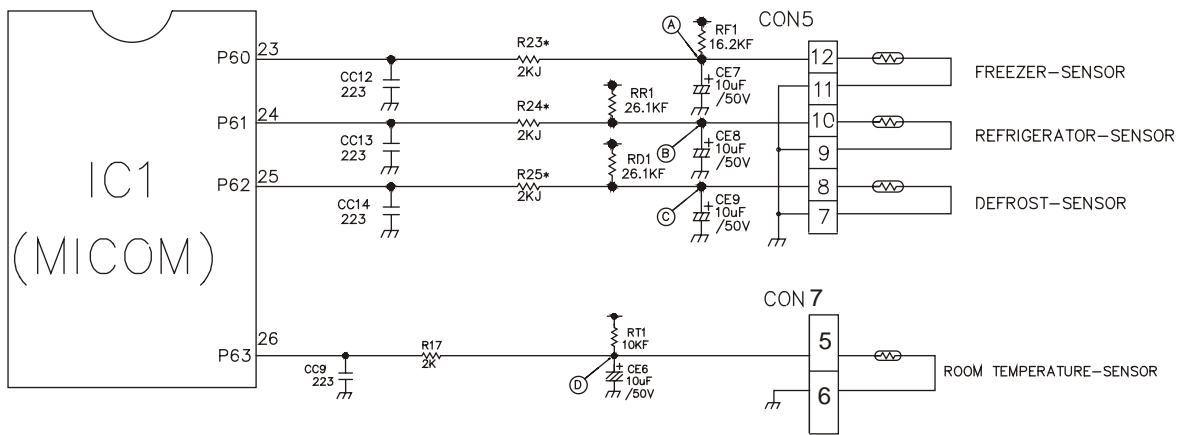 CON5
A
RF1
16.2KF
P60
23
R23*
2KJ
CC12
223
CE7
10uF
/50V
12
11
FREEZER-SENSOR
RR1
26.1KF
P61
24
R24*
2KJ
CC13
223
B
CE8
10uF
/50V
10
9
REFRIGERATOR-SENSOR
RD1
26.1KF
P62
25
R25*
2KJ
CC14
223
C
CE9
10uF
/50V
8
7
DEFROST-SENSOR
IC1
(MICOM)
CON 7
P63
26
CC9
223
R17
2K
RT1
10KF
D
CE6
10uF
/50V
5
6
ROOM TEMPERATURE-SENSOR